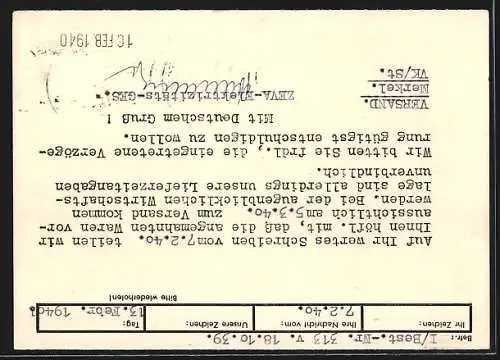 Betr.: I/Best.-Nr. 313 v. 18.10.39.
Ihre Zeichen: Ihre Nachricht vom: 7.2.40. Unsere Zeichen: Tag: 13.Febr. 1940.
Bitte wiederholen!
Auf Ihr wertes Schreiben vom 7.2.40. teilen wir
Ihnen höfl. mit, daß die angemahnten Waren vor-
aussichtlich am 5.3.40. zum Versand kommen
werden. Bei der augenblicklichen Wirtschafts-
lage sind allerdings unsere Lieferzeitangaben
unverbindlich.
Wir bitten Sie frdl., die eingetretene Verzöge-
rung gütigst entschuldigen zu wollen.
Mit Deutschem Gruß !
VERSAND. ZEVA-Elektrizitäts-GES.
Merkel.
VK/St.
16 FEB. 1940